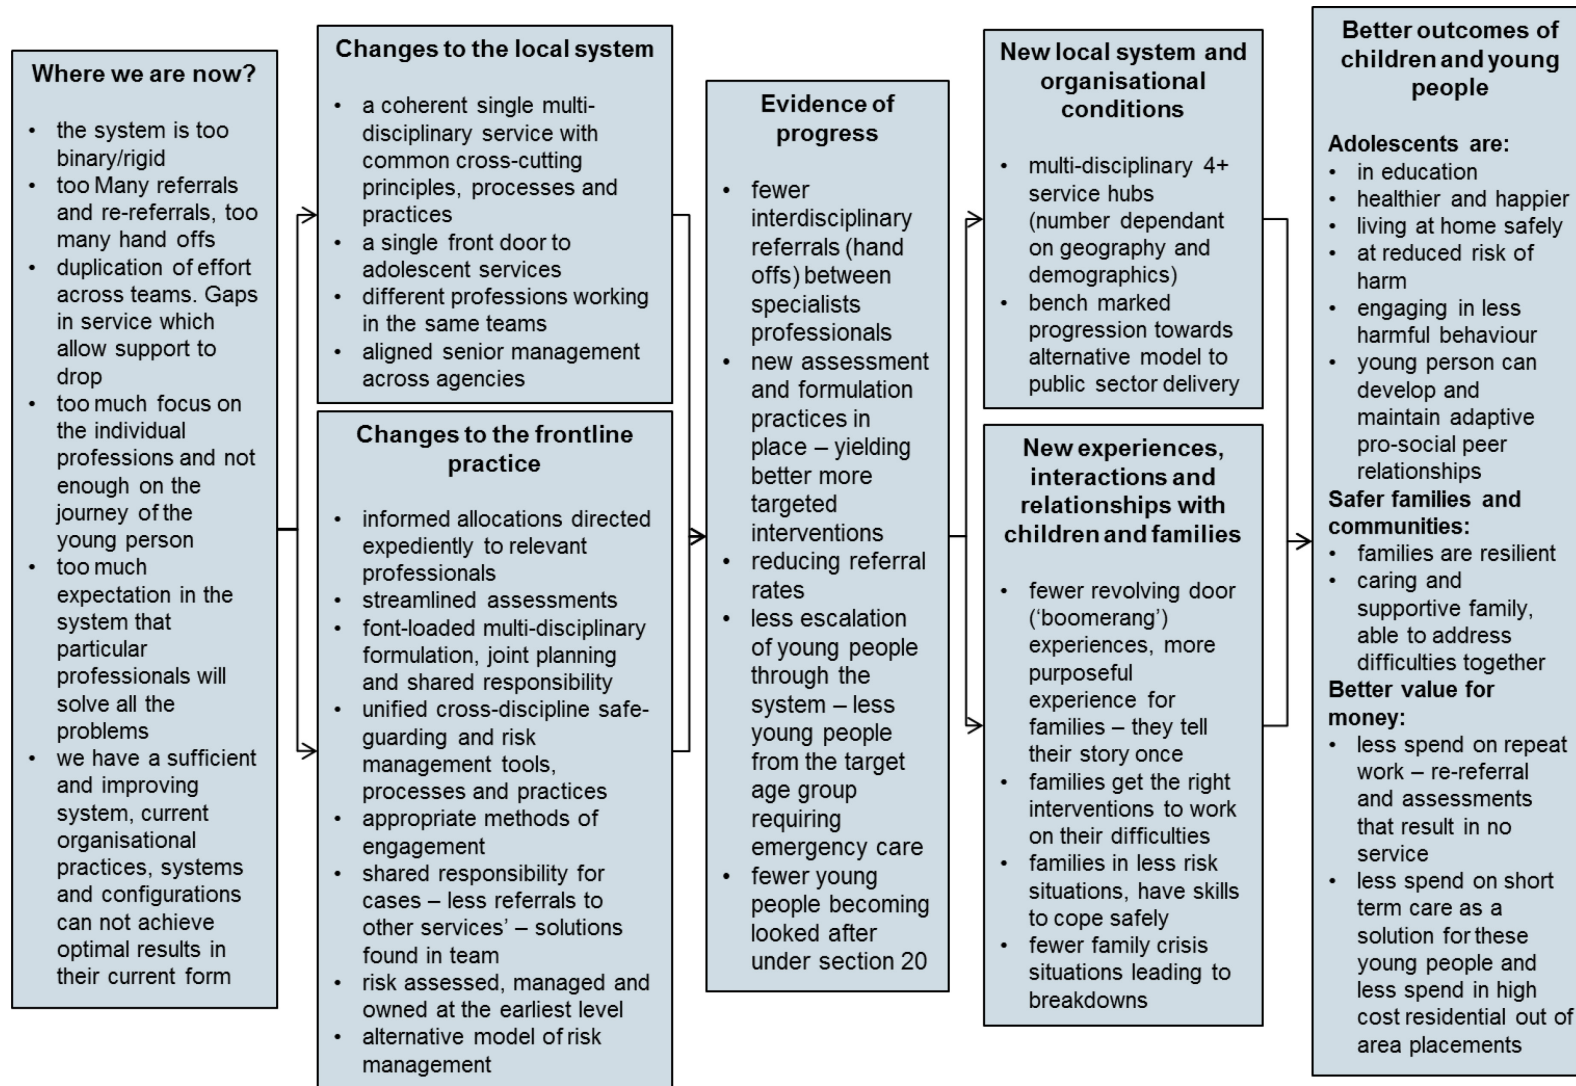 Where we are now?
• the system is too
binary/rigid
• too Many referrals
and re-referrals, too
many hand offs
• duplication of effort
across teams. Gaps
in service which
allow support to
drop
• too much focus on
the individual
professions and not
enough on the
journey of the
young person
• too much
expectation in the
system that
particular
professionals will
solve all the
problems
• we have a sufficient
and improving
system, current
organisational
practices, systems
and configurations
can not achieve
optimal results in
their current form
Changes to the local system
• a coherent single multi-
disciplinary service with
common cross-cutting
principles, processes and
practices
• a single front door to
adolescent services
• different professions working
in the same teams
• aligned senior management
across agencies
Changes to the frontline
practice
• informed allocations directed
expediently to relevant
professionals
• streamlined assessments
• font-loaded multi-disciplinary
formulation, joint planning
and shared responsibility
• unified cross-discipline safe-
guarding and risk
management tools,
processes and practices
• appropriate methods of
engagement
• shared responsibility for
cases – less referrals to
other services’ – solutions
found in team
• risk assessed, managed and
owned at the earliest level
• alternative model of risk
management
Evidence of
progress
• fewer
interdisciplinary
referrals (hand
offs) between
specialists
professionals
• new assessment
and formulation
practices in
place – yielding
better more
targeted
interventions
• reducing referral
rates
• less escalation
of young people
through the
system – less
young people
from the target
age group
requiring
emergency care
• fewer young
people becoming
looked after
under section 20
New local system and
organisational
conditions
• multi-disciplinary 4+
service hubs
(number dependant
on geography and
demographics)
• bench marked
progression towards
alternative model to
public sector delivery
New experiences,
interactions and
relationships with
children and families
• fewer revolving door
(‘boomerang’)
experiences, more
purposeful
experience for
families – they tell
their story once
• families get the right
interventions to work
on their difficulties
• families in less risk
situations, have skills
to cope safely
• fewer family crisis
situations leading to
breakdowns
Better outcomes of
children and young
people
Adolescents are:
• in education
• healthier and happier
• living at home safely
• at reduced risk of
harm
• engaging in less
harmful behaviour
• young person can
develop and
maintain adaptive
pro-social peer
relationships
Safer families and
communities:
• families are resilient
• caring and
supportive family,
able to address
difficulties together
Better value for
money:
• less spend on repeat
work – re-referral
and assessments
that result in no
service
• less spend on short
term care as a
solution for these
young people and
less spend in high
cost residential out of
area placements